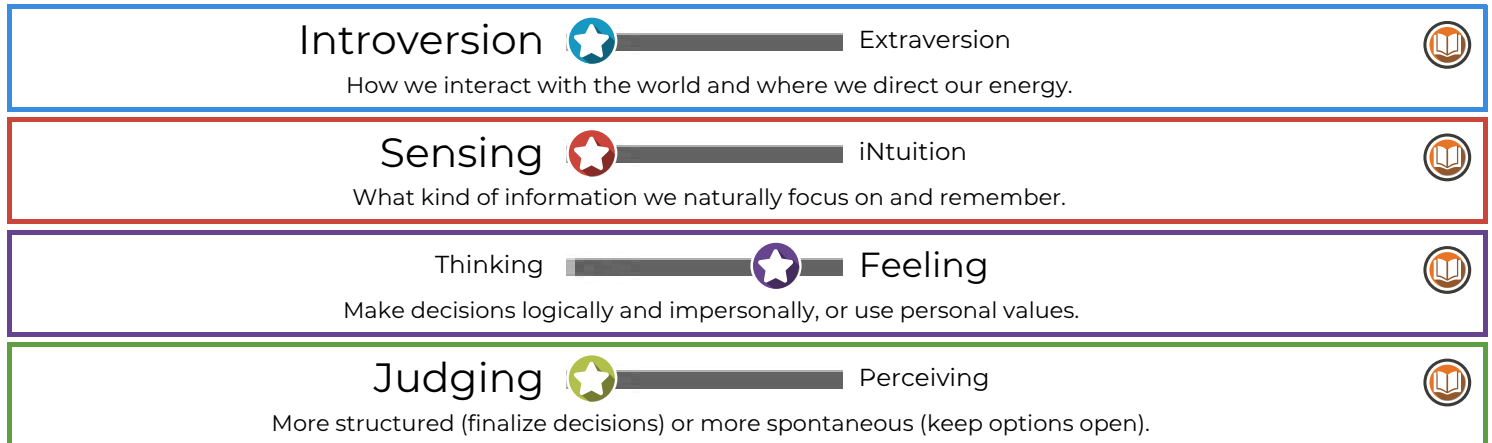 Introversion Extraversion
How we interact with the world and where we direct our energy.
Sensing iNtuition
What kind of information we naturally focus on and remember.
Thinking Feeling
Make decisions logically and impersonally, or use personal values.
Judging Perceiving
More structured (finalize decisions) or more spontaneous (keep options open).